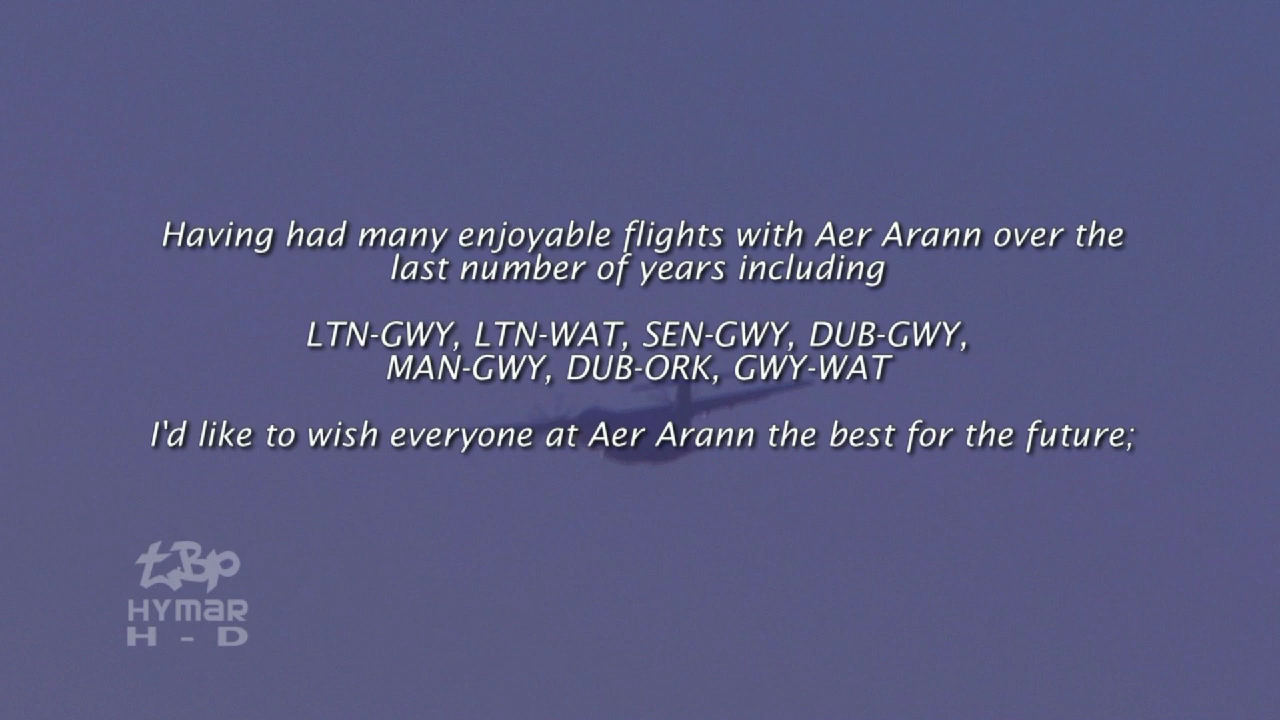 Having had many enjoyable flights with Aer Arann over the
last number of years including
LTN-GWY, LTN-WAT, SEN-GWY, DUB-GWY,
MAN-GWY, DUB-ORK, GWY-WAT
I'd like to wish everyone at Aer Arann the best for the future;
tBp
HYMAR
H - D